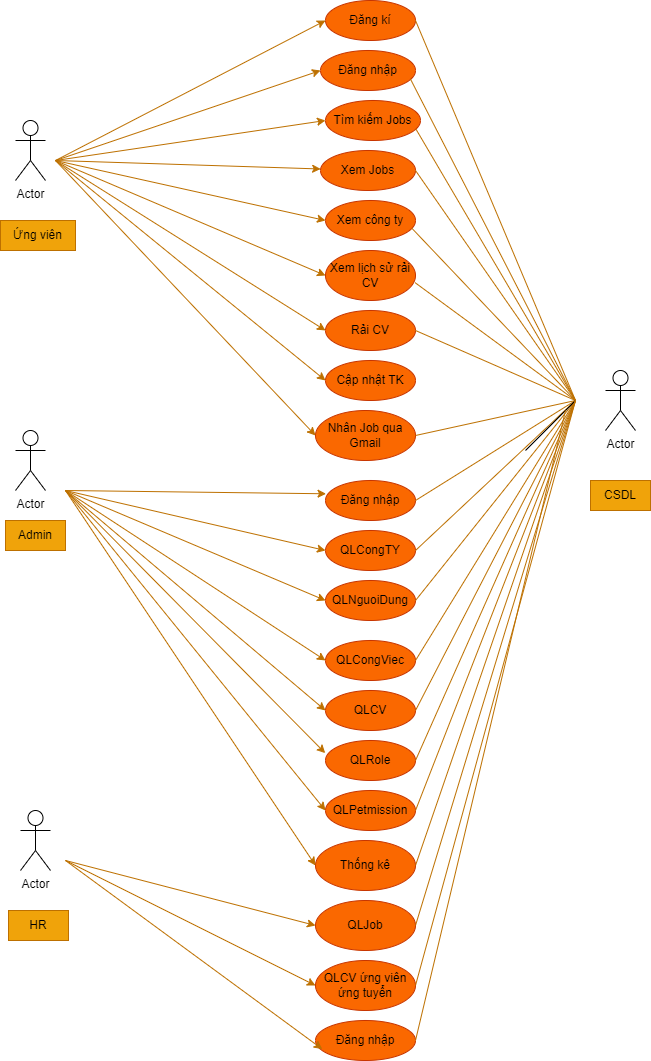 Đăng kí
Đăng nhập
Tìm kiếm Jobs
Xem Jobs
Actor
Ứng viên
Xem công ty
Xem lịch sử rải
CV
Rải CV
Cập nhật TK
Nhân Job qua
Gmail
Actor
CSDL
Actor
Admin
Đăng nhập
QLCongTY
QLNguoiDung
QLCongViec
QLCV
QLRole
QLPetmission
Thống kê
Actor
HR
QLJob
QLCV ứng viên
ứng tuyển
Đăng nhập